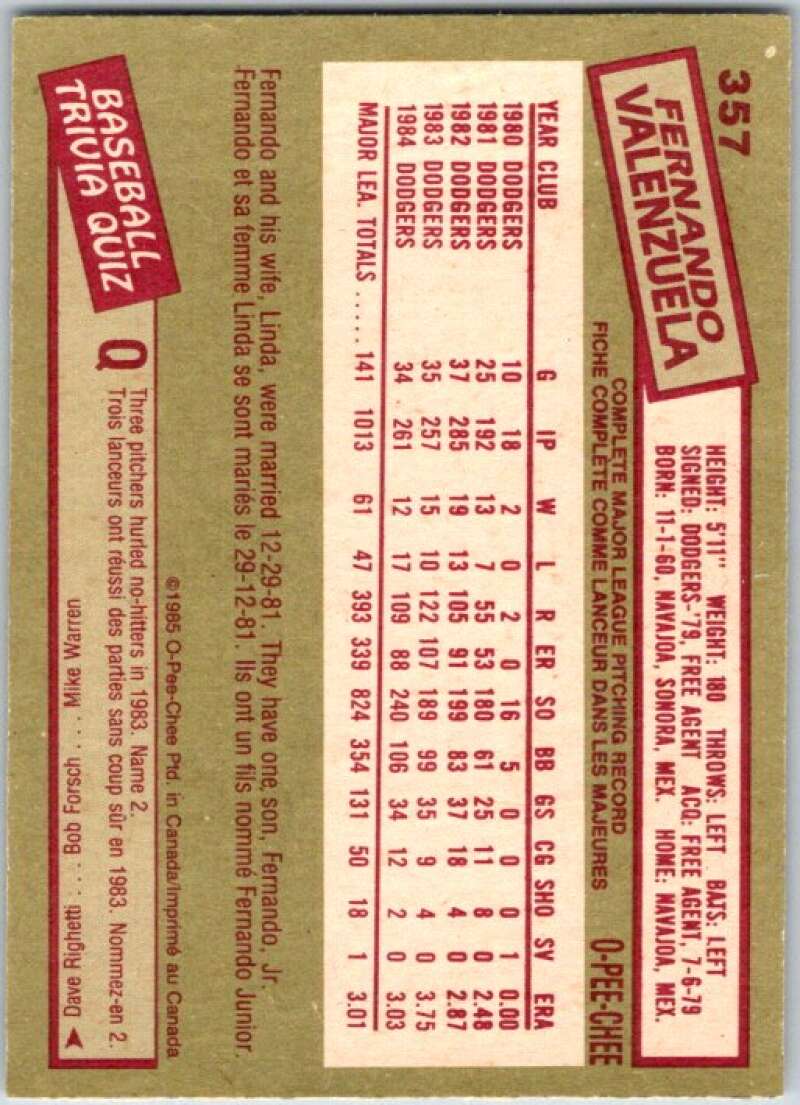 357
FERNANDO
VALENZUELA
HEIGHT: 5'11" WEIGHT: 180 THROWS: LEFT BATS: LEFT
SIGNED: DODGERS-'79, FREE AGENT ACQ: FREE AGENT, 7-6-79
BORN: 11-1-60, NAVAJOA, SONORA, MEX. HOME: NAVAJOA, MEX.
COMPLETE MAJOR LEAGUE PITCHING RECORD
FICHE COMPLÈTE COMME LANCEUR DANS LES MAJEURES
O-PEE-CHEE
YEAR CLUB G IP W L R ER SO BB GS CG SHO SV ERA
1980 DODGERS 10 18 2 0 2 0 16 5 0 0 0 1 0.00
1981 DODGERS 25 192 13 7 55 53 180 61 25 11 8 0 2.48
1982 DODGERS 37 285 19 13 105 91 199 83 37 18 4 0 2.87
1983 DODGERS 35 257 15 10 122 107 189 99 35 9 4 0 3.75
1984 DODGERS 34 261 12 17 109 88 240 106 34 12 2 0 3.03
MAJOR LEA. TOTALS ..... 141 1013 61 47 393 339 824 354 131 50 18 1 3.01
Fernando and his wife, Linda, were married 12-29-81. They have one son, Fernando, Jr.
-Fernando et sa femme Linda se sont mariés le 29-12-81. Ils ont un fils nommé Fernando Junior.
©1985 O-Pee-Chee Ptd. in Canada/Imprimé au Canada
BASEBALL
TRIVIA QUIZ
Q
Three pitchers hurled no-hitters in 1983. Name 2.
Trois lanceurs ont réussi des parties sans coup sûr en 1983. Nommez-en 2.
Dave Righetti . . . Bob Forsch . . . Mike Warren